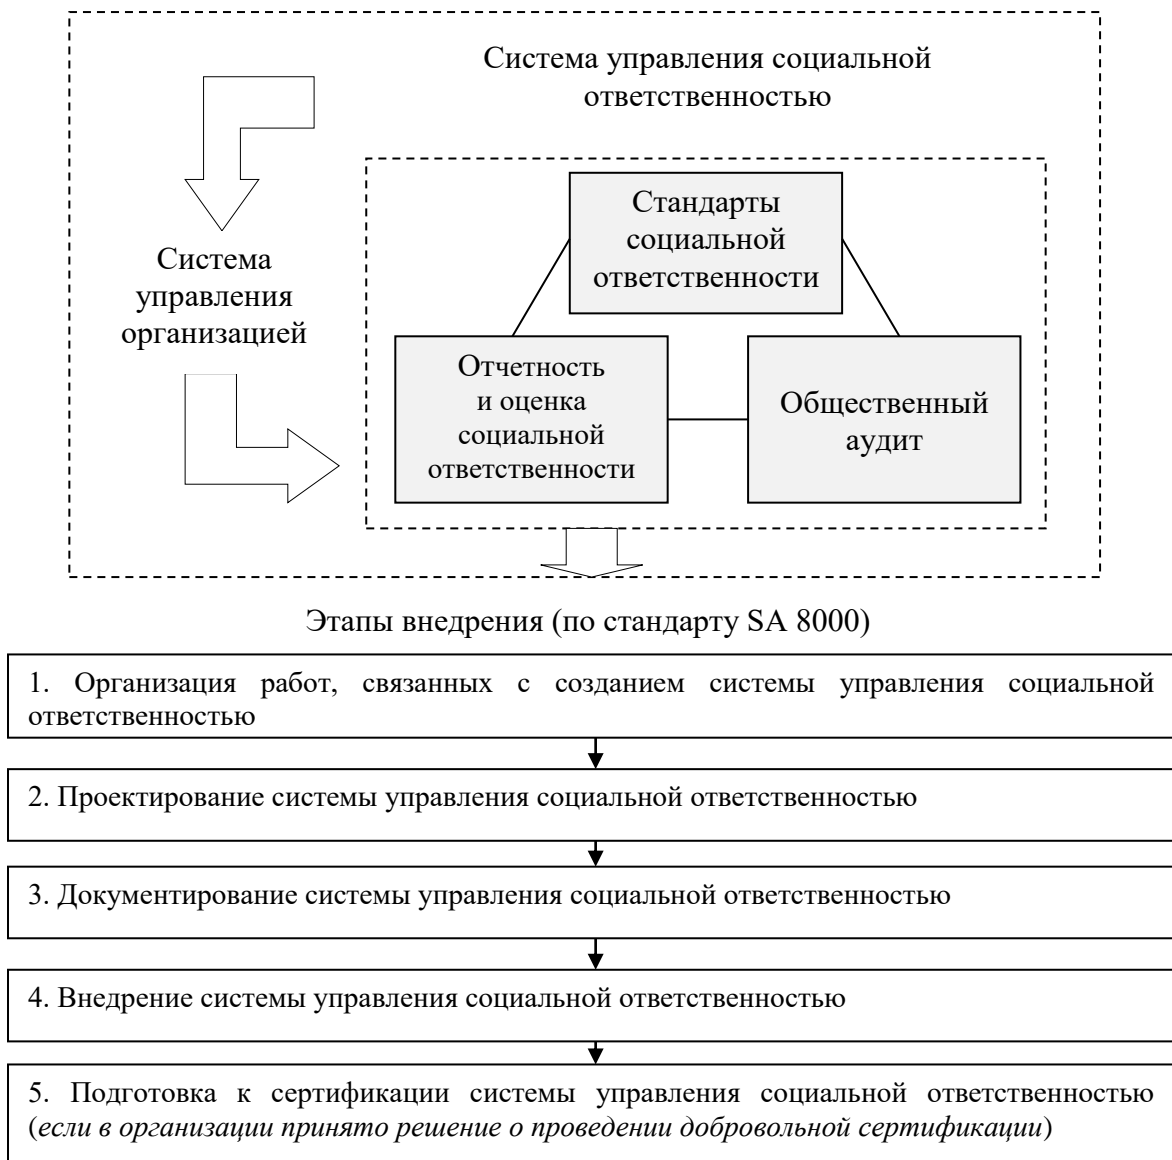 Система управления социальной
ответственностью
Система
управления
организацией
Стандарты
социальной
ответственности
Отчетность
и оценка
социальной
ответственности
Общественный
аудит
Этапы внедрения (по стандарту SA 8000)
1. Организация работ, связанных с созданием системы управления социальной
ответственностью
2. Проектирование системы управления социальной ответственностью
3. Документирование системы управления социальной ответственностью
4. Внедрение системы управления социальной ответственностью
5. Подготовка к сертификации системы управления социальной ответственностью
(если в организации принято решение о проведении добровольной сертификации)